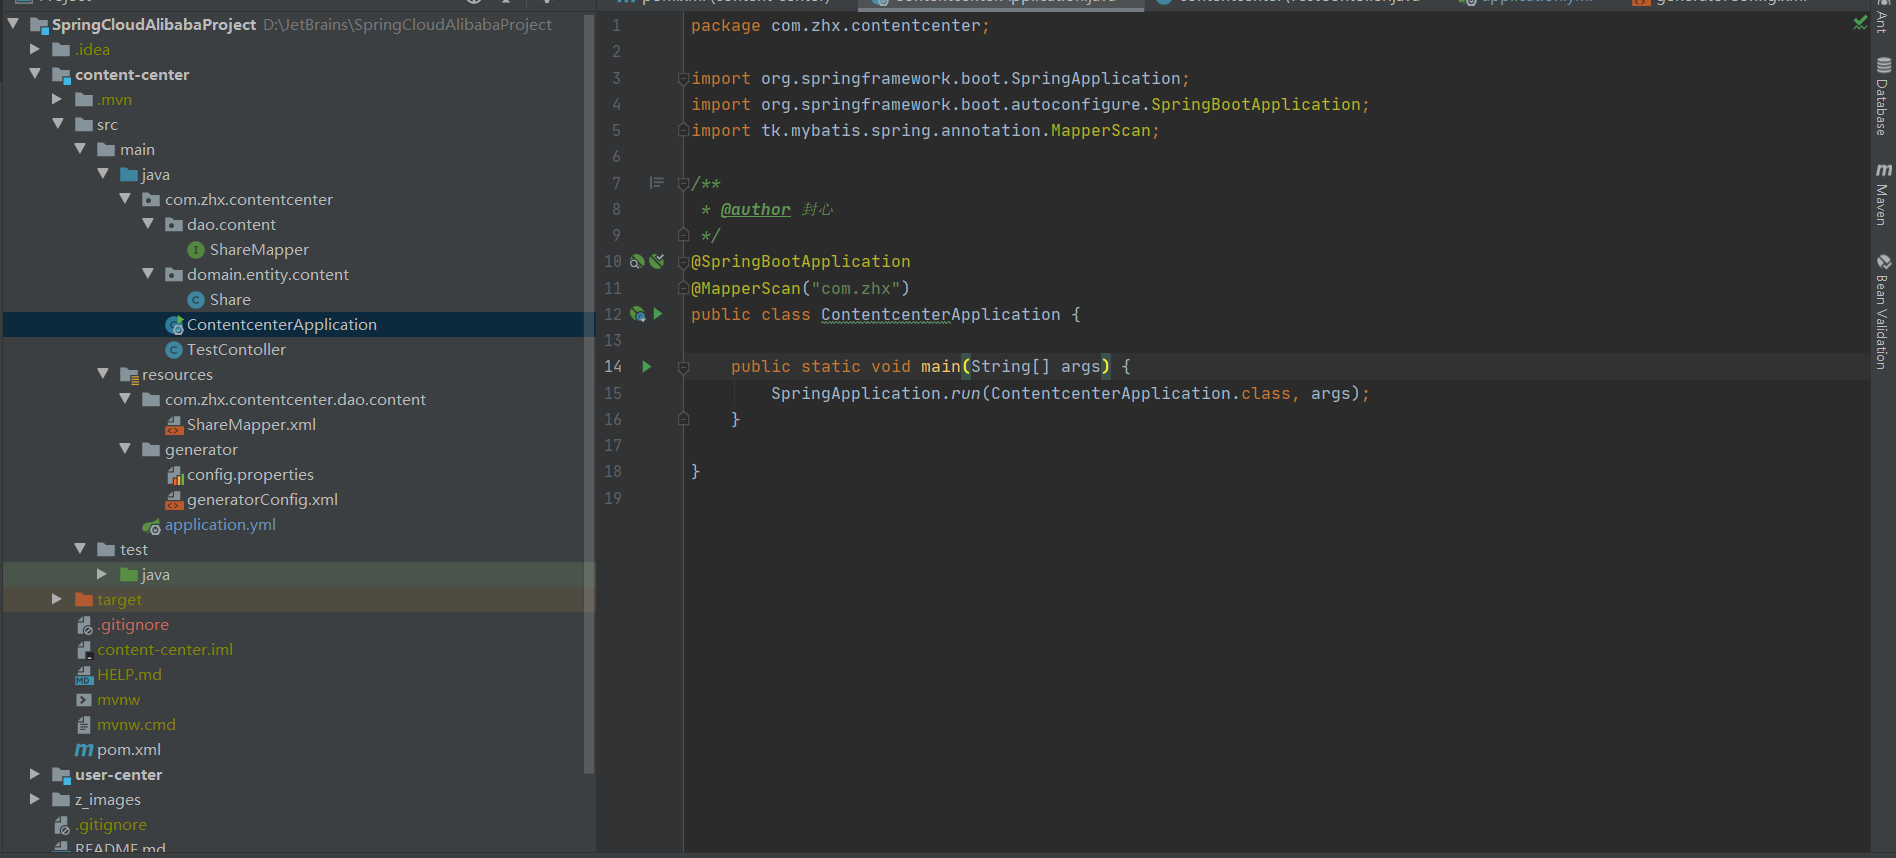 SpringCloudAlibabaProject D:\JetBrains\SpringCloudAlibabaProject
.idea
content-center
.mvn
src
main
java
com.zhx.contentcenter
dao.content
ShareMapper
domain.entity.content
Share
ContentcenterApplication
TestContoller
resources
com.zhx.contentcenter.dao.content
ShareMapper.xml
generator
config.properties
generatorConfig.xml
application.yml
test
java
target
.gitignore
content-center.iml
HELP.md
mvnw
mvnw.cmd
pom.xml
user-center
z_images
.gitignore
README.md
1 package com.zhx.contentcenter;
2
3 import org.springframework.boot.SpringApplication;
4 import org.springframework.boot.autoconfigure.SpringBootApplication;
5 import tk.mybatis.spring.annotation.MapperScan;
6
7 /**
8 * @author 封心
9 */
10 @SpringBootApplication
11 @MapperScan("com.zhx")
12 public class ContentcenterApplication {
13
14 public static void main(String[] args) {
15 SpringApplication.run(ContentcenterApplication.class, args);
16 }
17
18 }
19
Ant
Database
Maven
Bean Validation